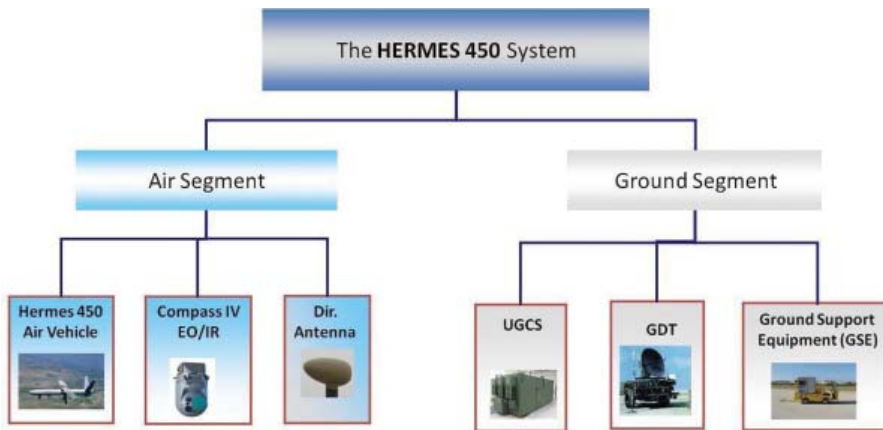 The HERMES 450 System
Air Segment
Ground Segment
Hermes 450
Air Vehicle
Compass IV
EO/IR
Dir.
Antenna
UGCS
GDT
Ground Support
Equipment (GSE)